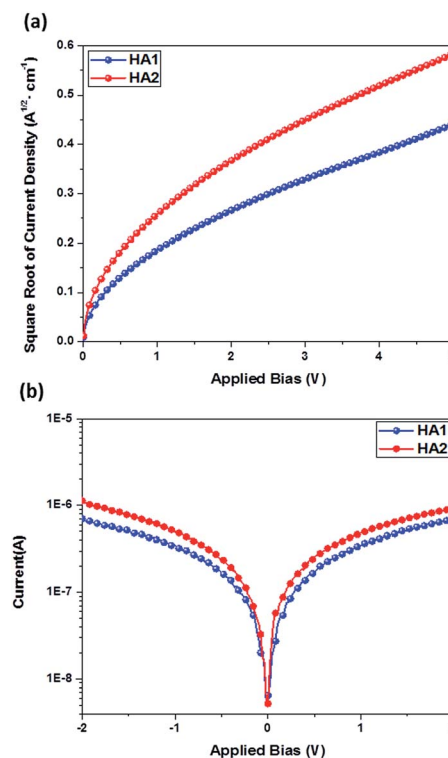 (a)
HA1
HA2
Square Root of Current Density (A^1/2· cm^-1)
0.6
0.5
0.4
0.3
0.2
0.1
0.0
0 1 2 3 4
Applied Bias (V)
(b)
HA1
HA2
Current(A)
1E-5
1E-6
1E-7
1E-8
-2 -1 0 1
Applied Bias (V)